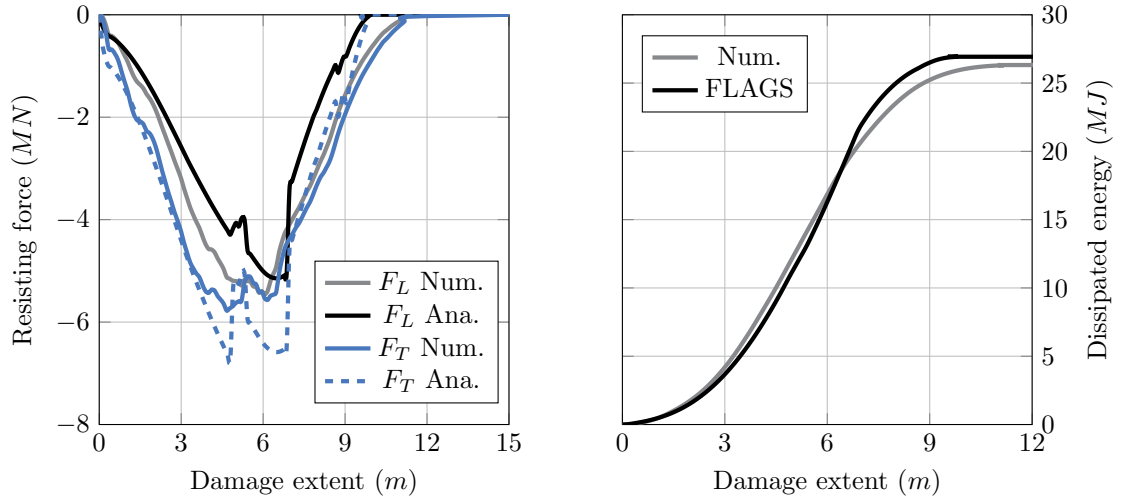 Resisting force (MN)
0
−2
−4
−6
−8
0 3 6 9 12 15
Damage extent (m)
F_L Num.
F_L Ana.
F_T Num.
F_T Ana.
Num.
FLAGS
30
25
20
15
10
5
0
Dissipated energy (MJ)
0 3 6 9 12
Damage extent (m)